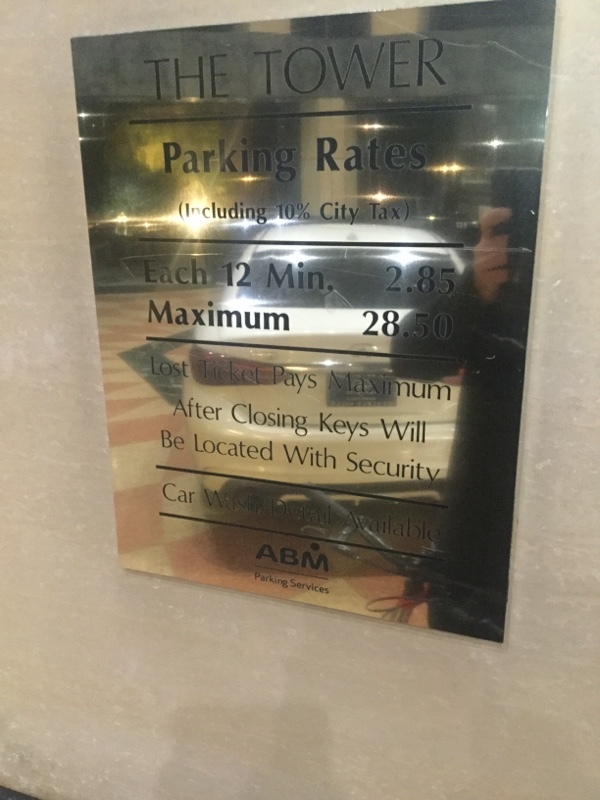 THE TOWER
Parking Rates
(Including 10% City Tax)
Each 12 Min. 2.85
Maximum 28.50
Lost Ticket Pays Maximum
After Closing Keys Will
Be Located With Security
Car Wash/Detail Available
ABM
Parking Services